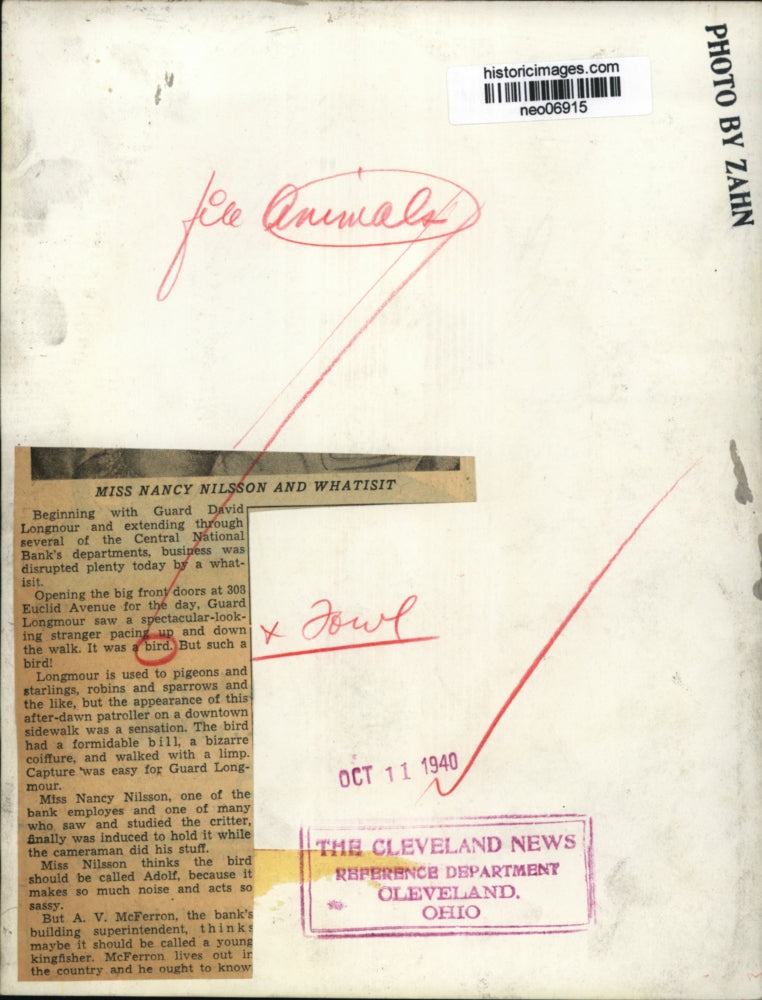 historicimages.com
neo06915
PHOTO BY ZAHN
file Animals
MISS NANCY NILSSON AND WHATISIT
Beginning with Guard David
Longnour and extending through
several of the Central National
Bank's departments, business was
disrupted plenty today by a what-
isit.
Opening the big front doors at 308
Euclid Avenue for the day, Guard
Longmour saw a spectacular-look-
ing stranger pacing up and down
the walk. It was a bird. But such a
bird!
Longmour is used to pigeons and
starlings, robins and sparrows and
the like, but the appearance of this
after-dawn patroller on a downtown
sidewalk was a sensation. The bird
had a formidable bill, a bizarre
coiffure, and walked with a limp.
Capture was easy for Guard Long-
mour.
Miss Nancy Nilsson, one of the
bank employes and one of many
who saw and studied the critter,
finally was induced to hold it while
the cameraman did his stuff.
Miss Nilsson thinks the bird
should be called Adolf, because it
makes so much noise and acts so
sassy.
But A. V. McFerron, the bank's
building superintendent, thinks
maybe it should be called a young
kingfisher. McFerron lives out in
the country and he ought to know
x Fowl
OCT 11 1940
THE CLEVELAND NEWS
REFERENCE DEPARTMENT
CLEVELAND,
OHIO